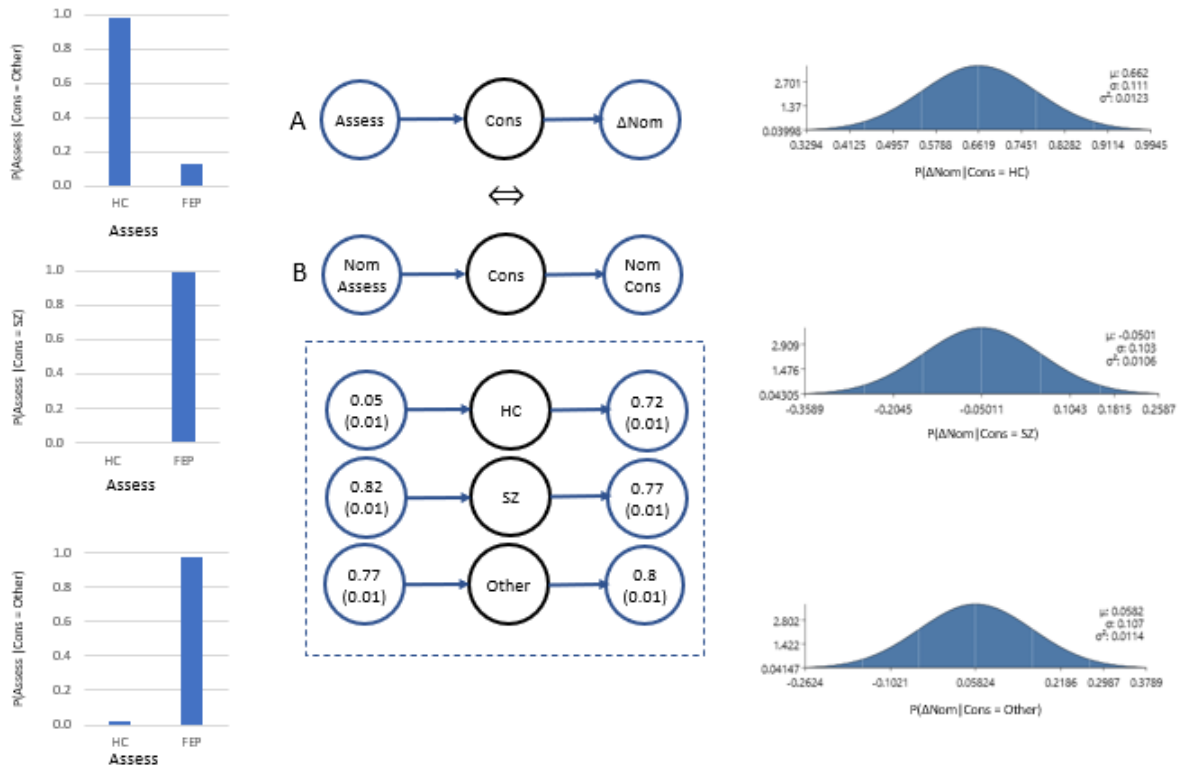 P(Assess |Cons = Other)
1.0
0.8
0.6
0.4
0.2
0.0
HC
FEP
Assess
P(Assess |Cons = SZ)
1.0
0.8
0.6
0.4
0.2
0.0
HC
FEP
Assess
P(Assess |Cons = Other)
1.0
0.8
0.6
0.4
0.2
0.0
HC
FEP
Assess
A
Assess
Cons
ΔNom
⇔
B
Nom
Assess
Cons
Nom
Cons
0.05
(0.01)
HC
0.72
(0.01)
0.82
(0.01)
SZ
0.77
(0.01)
0.77
(0.01)
Other
0.8
(0.01)
μ: 0.662
σ: 0.111
σ²: 0.0123
2.701
1.37
0.03998
0.3294 0.4125 0.4957 0.5788 0.6619 0.7451 0.8282 0.9114 0.9945
P(ΔNom|Cons = HC)
μ: -0.0501
σ: 0.103
σ²: 0.0106
2.909
1.476
0.04305
-0.3589 -0.2045 -0.05011 0.1043 0.1815 0.2587
P(ΔNom|Cons = SZ)
μ: 0.0582
σ: 0.107
σ²: 0.0114
2.802
1.422
0.04147
-0.2624 -0.1021 0.05824 0.2186 0.2987 0.3789
P(ΔNom|Cons = Other)